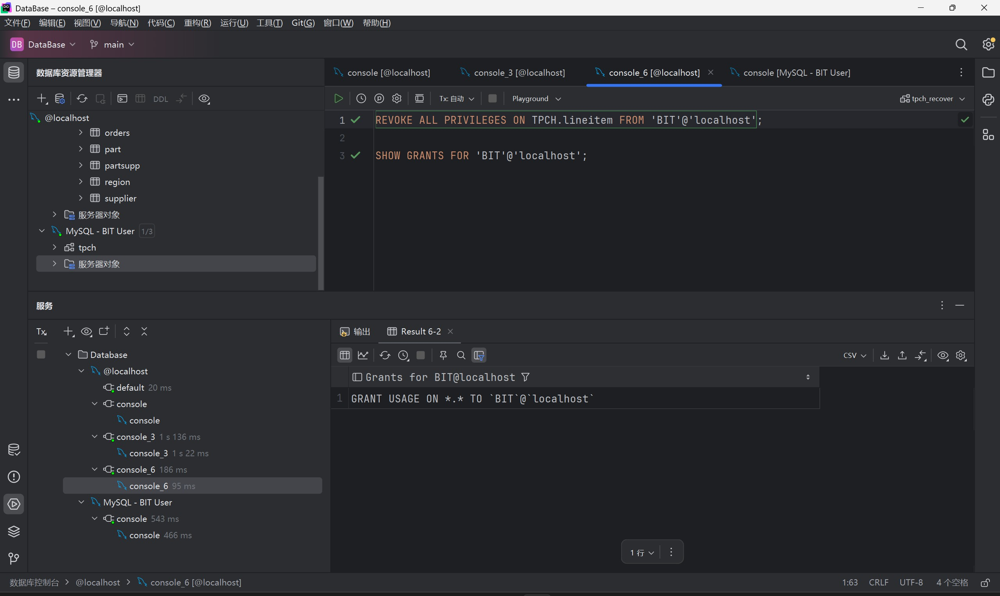 DataBase – console_6 [@localhost]
文件(F) 编辑(E) 视图(V) 导航(N) 代码(C) 重构(R) 运行(U) 工具(T) Git(G) 窗口(W) 帮助(H)
DB DataBase main
数据库资源管理器
console [@localhost] console_3 [@localhost] console_6 [@localhost] console [MySQL - BIT User]
DDL
Tx: 自动 Playground tpch_recover
@localhost
orders
part
partsupp
region
supplier
服务器对象
MySQL - BIT User 1/3
tpch
服务器对象
1 REVOKE ALL PRIVILEGES ON TPCH.lineitem FROM 'BIT'@'localhost';
2
3 SHOW GRANTS FOR 'BIT'@'localhost';
服务
Tx
Database
@localhost
default 20 ms
console
console
console_3 1 s 136 ms
console_3 1 s 22 ms
console_6 186 ms
console_6 95 ms
MySQL - BIT User
console 543 ms
console 466 ms
输出 Result 6-2
CSV
Grants for BIT@localhost
1 GRANT USAGE ON *.* TO `BIT`@`localhost`
1 行
数据库控制台 @localhost console_6 [@localhost]
1:63 CRLF UTF-8 4 个空格